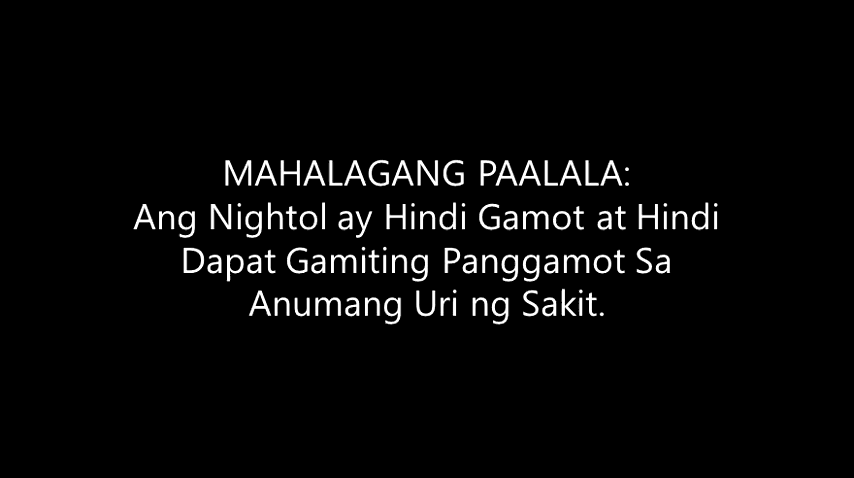 MAHALAGANG PAALALA:
Ang Nightol ay Hindi Gamot at Hindi
Dapat Gamiting Panggamot Sa
Anumang Uri ng Sakit.